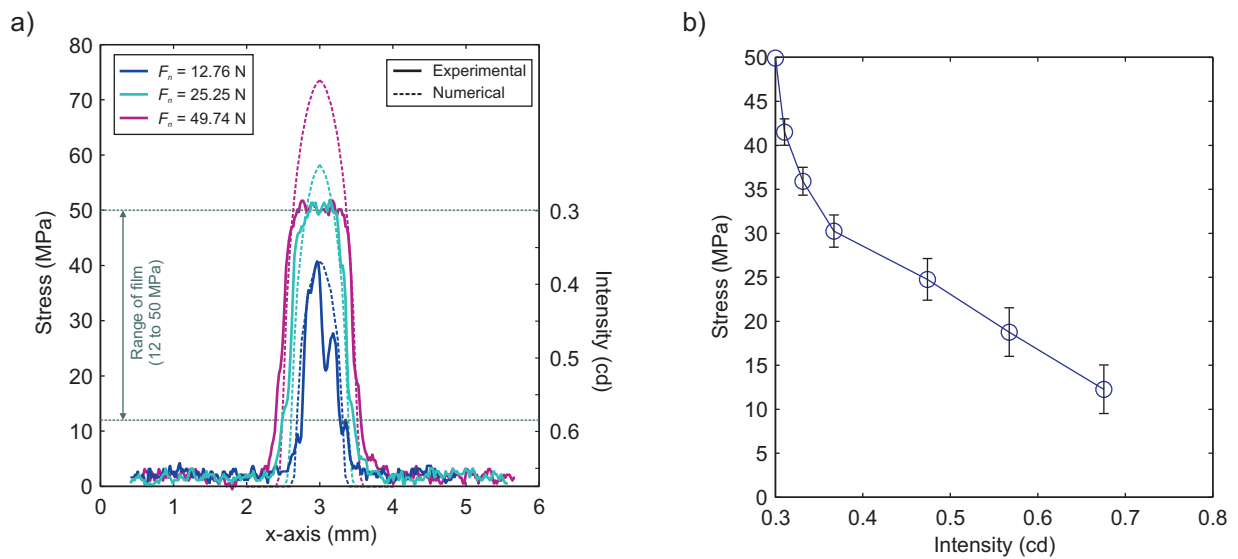 a)
80
70
60
50
40
30
20
10
0
Stress (MPa)
Fn = 12.76 N
Fn = 25.25 N
Fn = 49.74 N
Experimental
Numerical
Range of film
(12 to 50 MPa)
0.3
0.4
0.5
0.6
Intensity (cd)
0 1 2 3 4 5 6
x-axis (mm)
b)
50
45
40
35
30
25
20
15
10
5
0
Stress (MPa)
0.3 0.4 0.5 0.6 0.7 0.8
Intensity (cd)